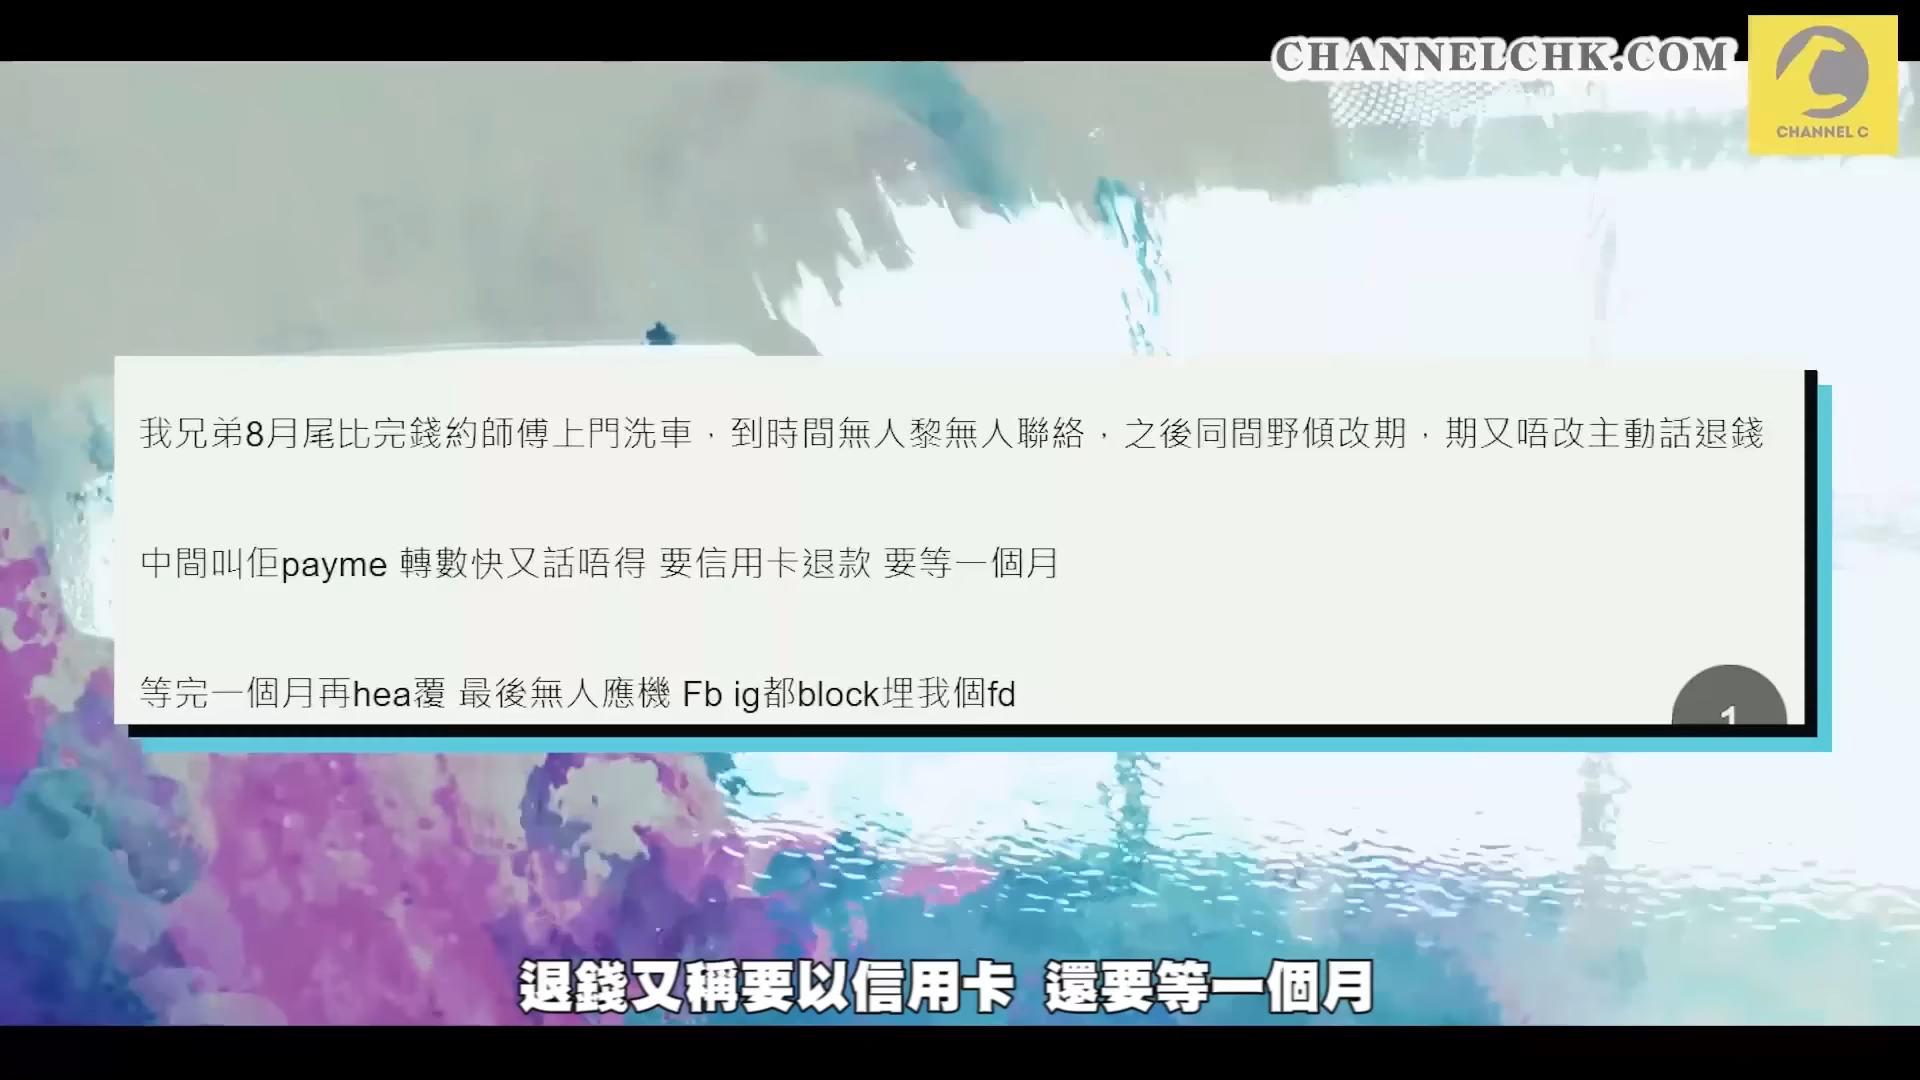 CHANNELCHK.COM
CHANNEL C
我兄弟8月尾比完錢約師傅上門洗車，到時間無人黎無人聯絡，之後同間野傾改期，期又唔改主動話退錢
中間叫佢payme 轉數快又話唔得 要信用卡退款 要等一個月
等完一個月再hea覆 最後無人應機 Fb ig都block埋我個fd
1
退錢又稱要以信用卡 還要等一個月